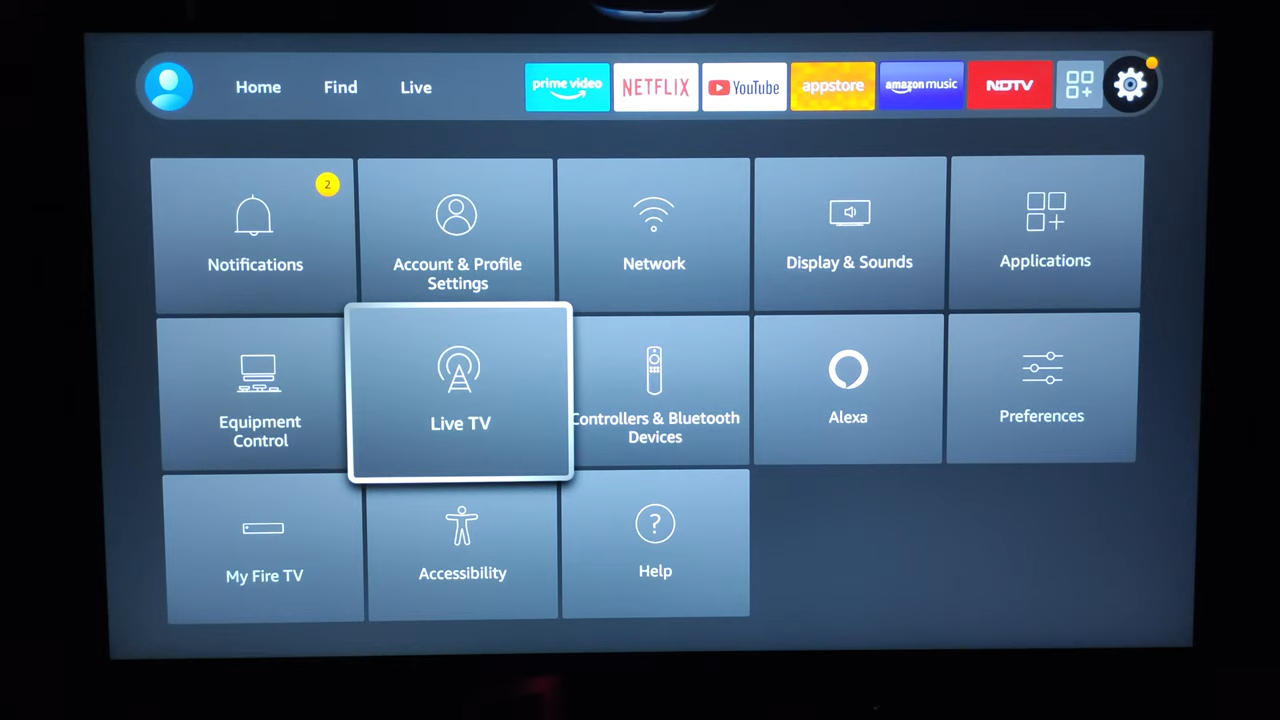 Home Find Live prime video NETFLIX YouTube appstore amazon music NDTV
2
Notifications
Account & Profile
Settings
Network
Display & Sounds
Applications
Equipment
Control
Live TV
Controllers & Bluetooth
Devices
Alexa
Preferences
My Fire TV
Accessibility
?
Help